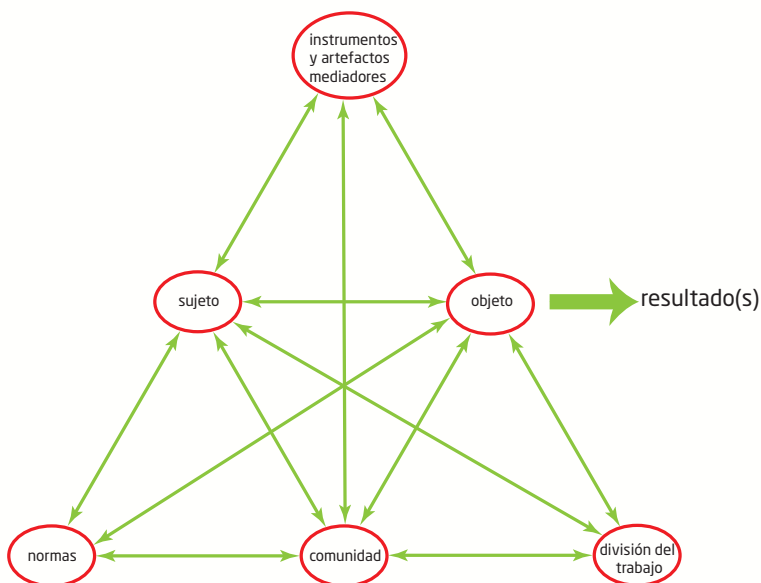 instrumentos
y artefactos
mediadores
sujeto
objeto
resultado(s)
normas
comunidad
división del
trabajo